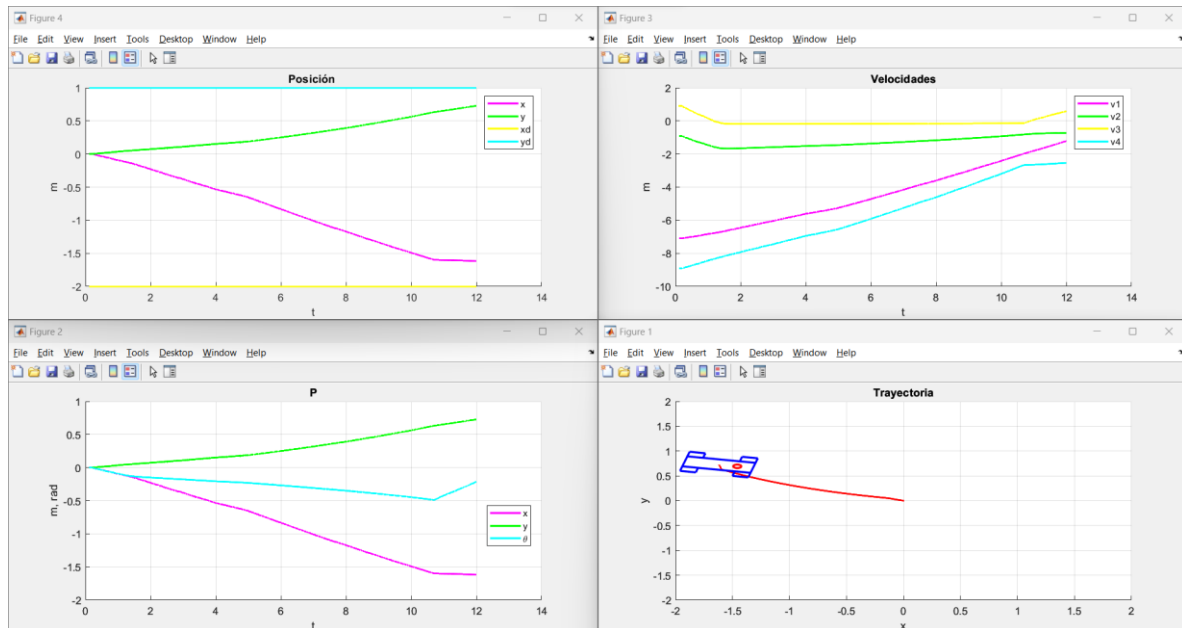 Figure 4
File Edit View Insert Tools Desktop Window Help
Posición
1
0.5
0
-0.5
-1
-1.5
-2
m
0 2 4 6 8 10 12 14
t
x
y
xd
yd
Figure 3
File Edit View Insert Tools Desktop Window Help
Velocidades
2
0
-2
-4
-6
-8
-10
m
0 2 4 6 8 10 12 14
t
v1
v2
v3
v4
Figure 2
File Edit View Insert Tools Desktop Window Help
P
1
0.5
0
-0.5
-1
-1.5
-2
m, rad
0 2 4 6 8 10 12 14
t
x
y
θ
Figure 1
File Edit View Insert Tools Desktop Window Help
Trayectoria
2
1.5
1
0.5
0
-0.5
-1
-1.5
-2
y
-2 -1.5 -1 -0.5 0 0.5 1 1.5 2
x